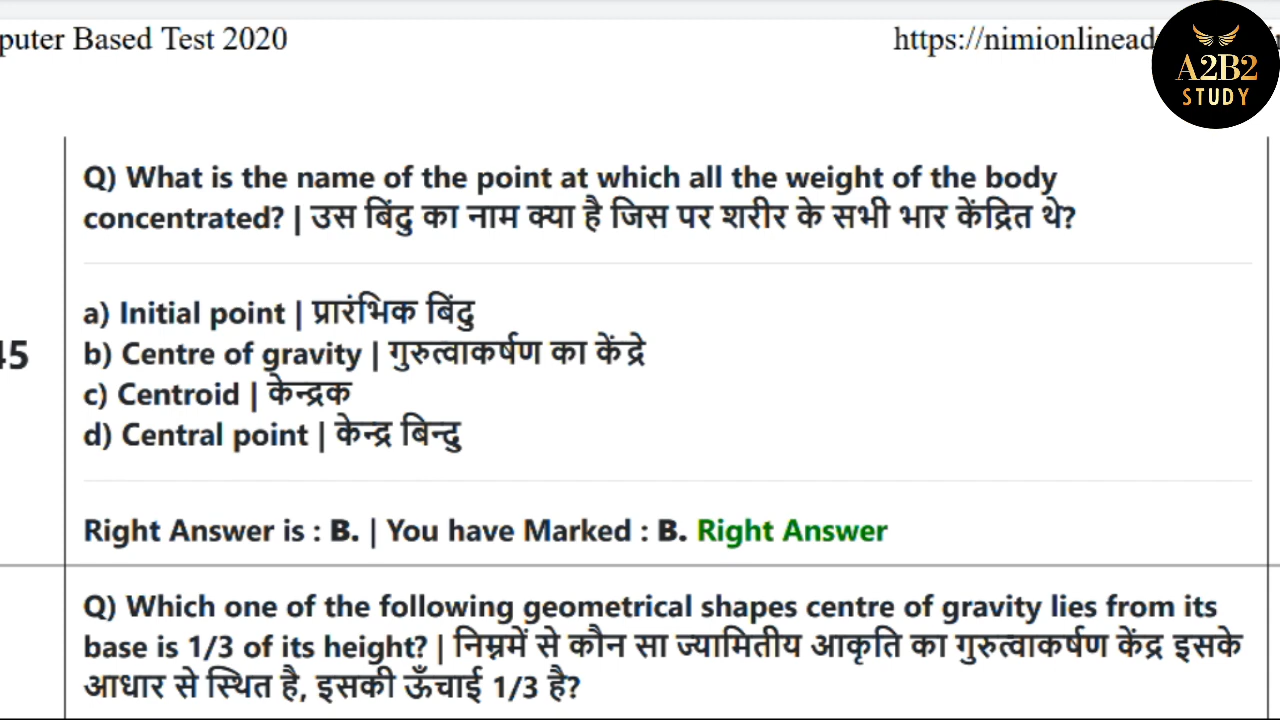 puter Based Test 2020
https://nimionlinead
A2B2
STUDY
Q) What is the name of the point at which all the weight of the body
concentrated? | उस बिंदु का नाम क्या है जिस पर शरीर के सभी भार केंद्रित थे?
a) Initial point | प्रारंभिक बिंदु
45
b) Centre of gravity | गुरुत्वाकर्षण का केंद्रे
c) Centroid | केन्द्रक
d) Central point | केन्द्र बिन्दु
Right Answer is : B. | You have Marked : B. Right Answer
Q) Which one of the following geometrical shapes centre of gravity lies from its
base is 1/3 of its height? | निम्नमें से कौन सा ज्यामितीय आकृति का गुरुत्वाकर्षण केंद्र इसके
आधार से स्थित है, इसकी ऊँचाई 1/3 है?